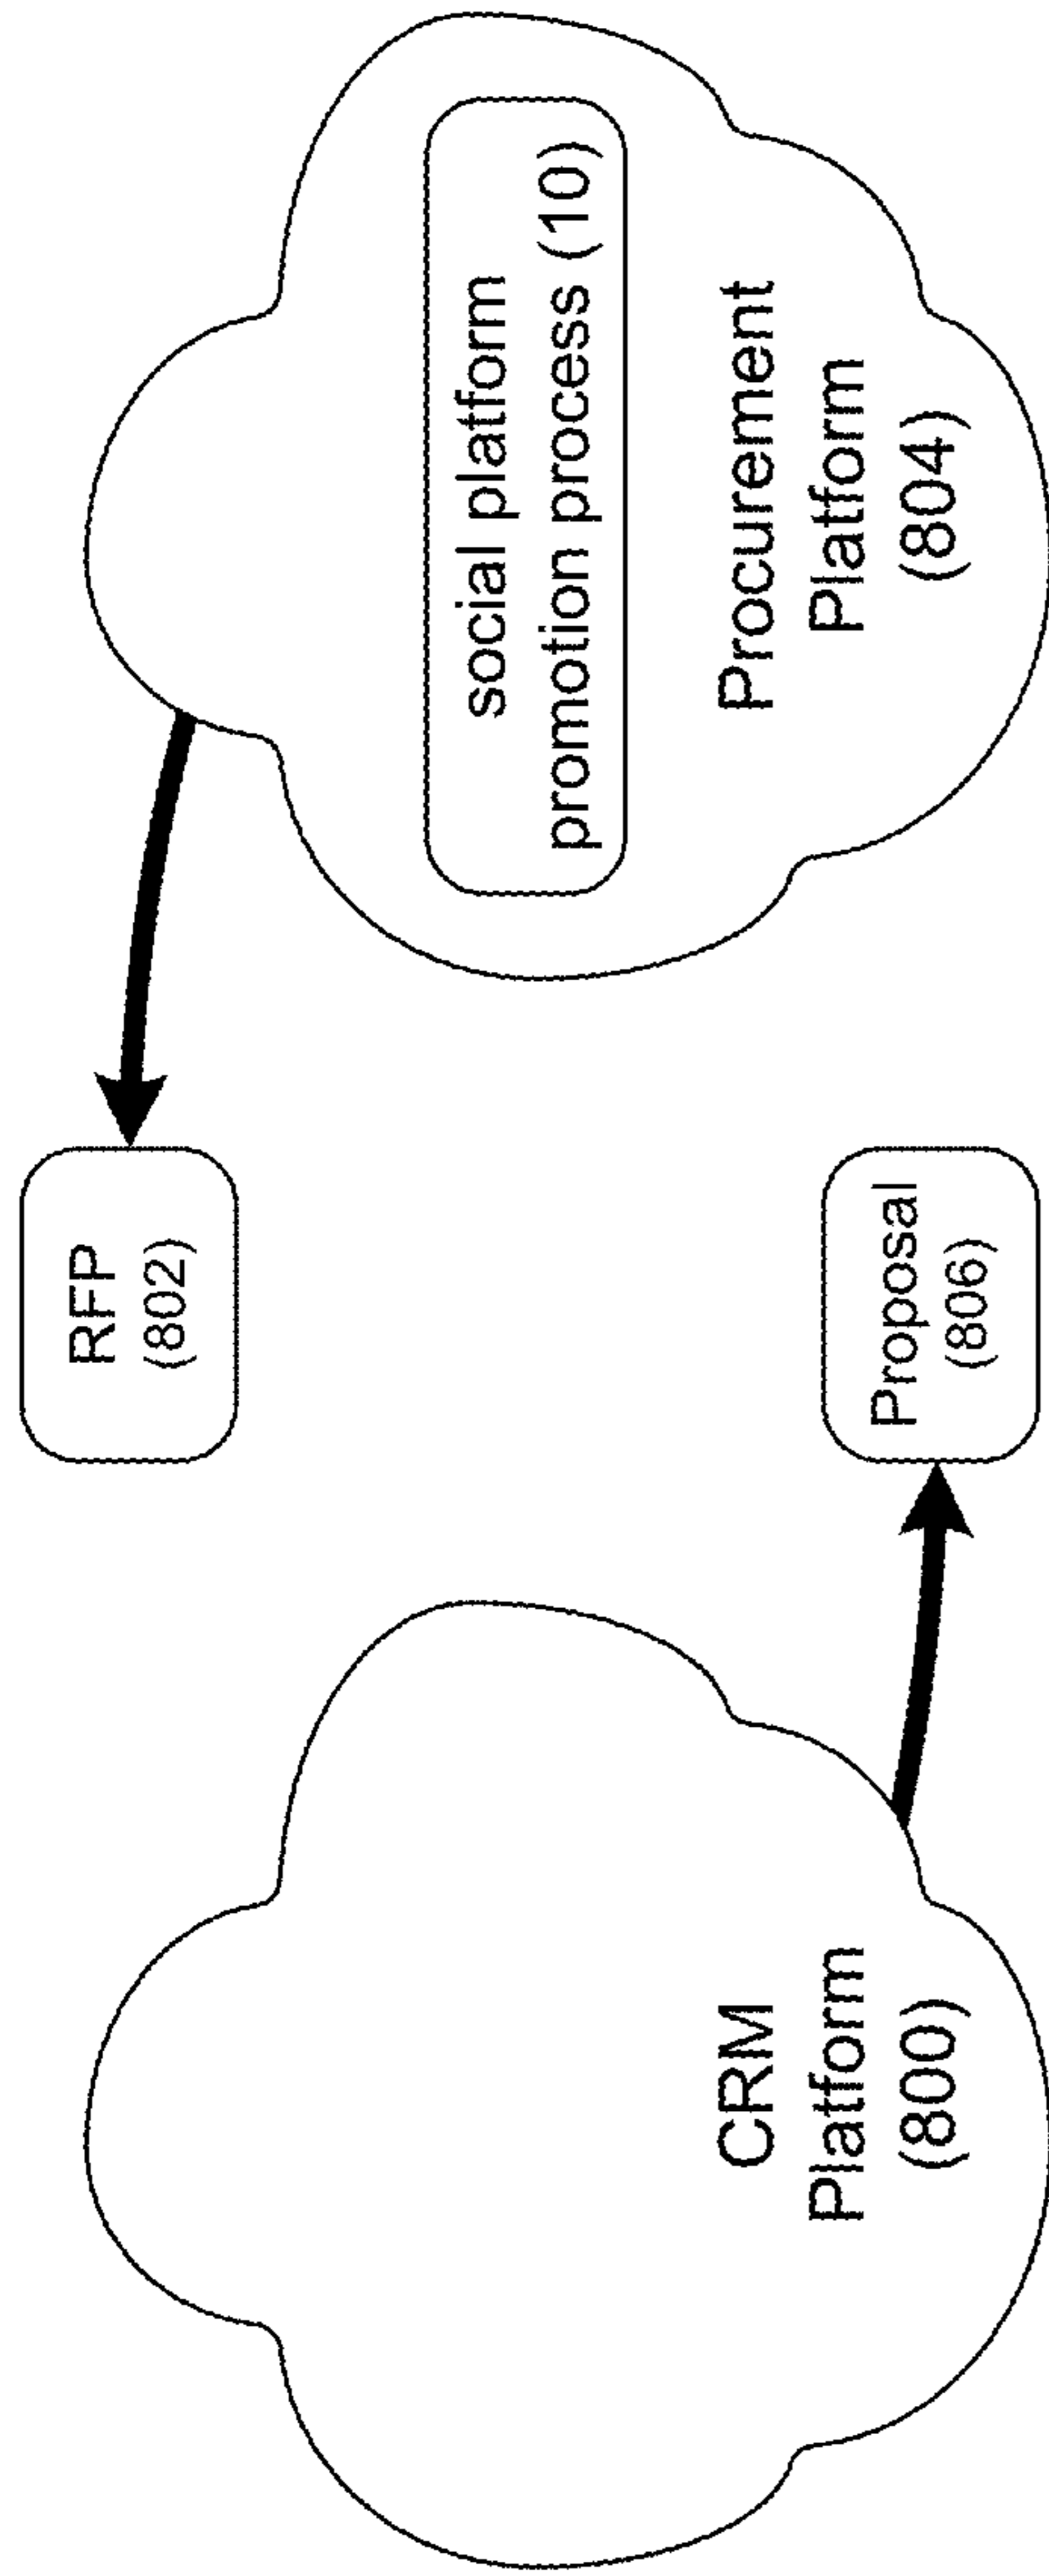 RFP
(802)
CRM
Platform
(800)
Proposal
(806)
social platform
promotion process (10)
Procurement
Platform
(804)